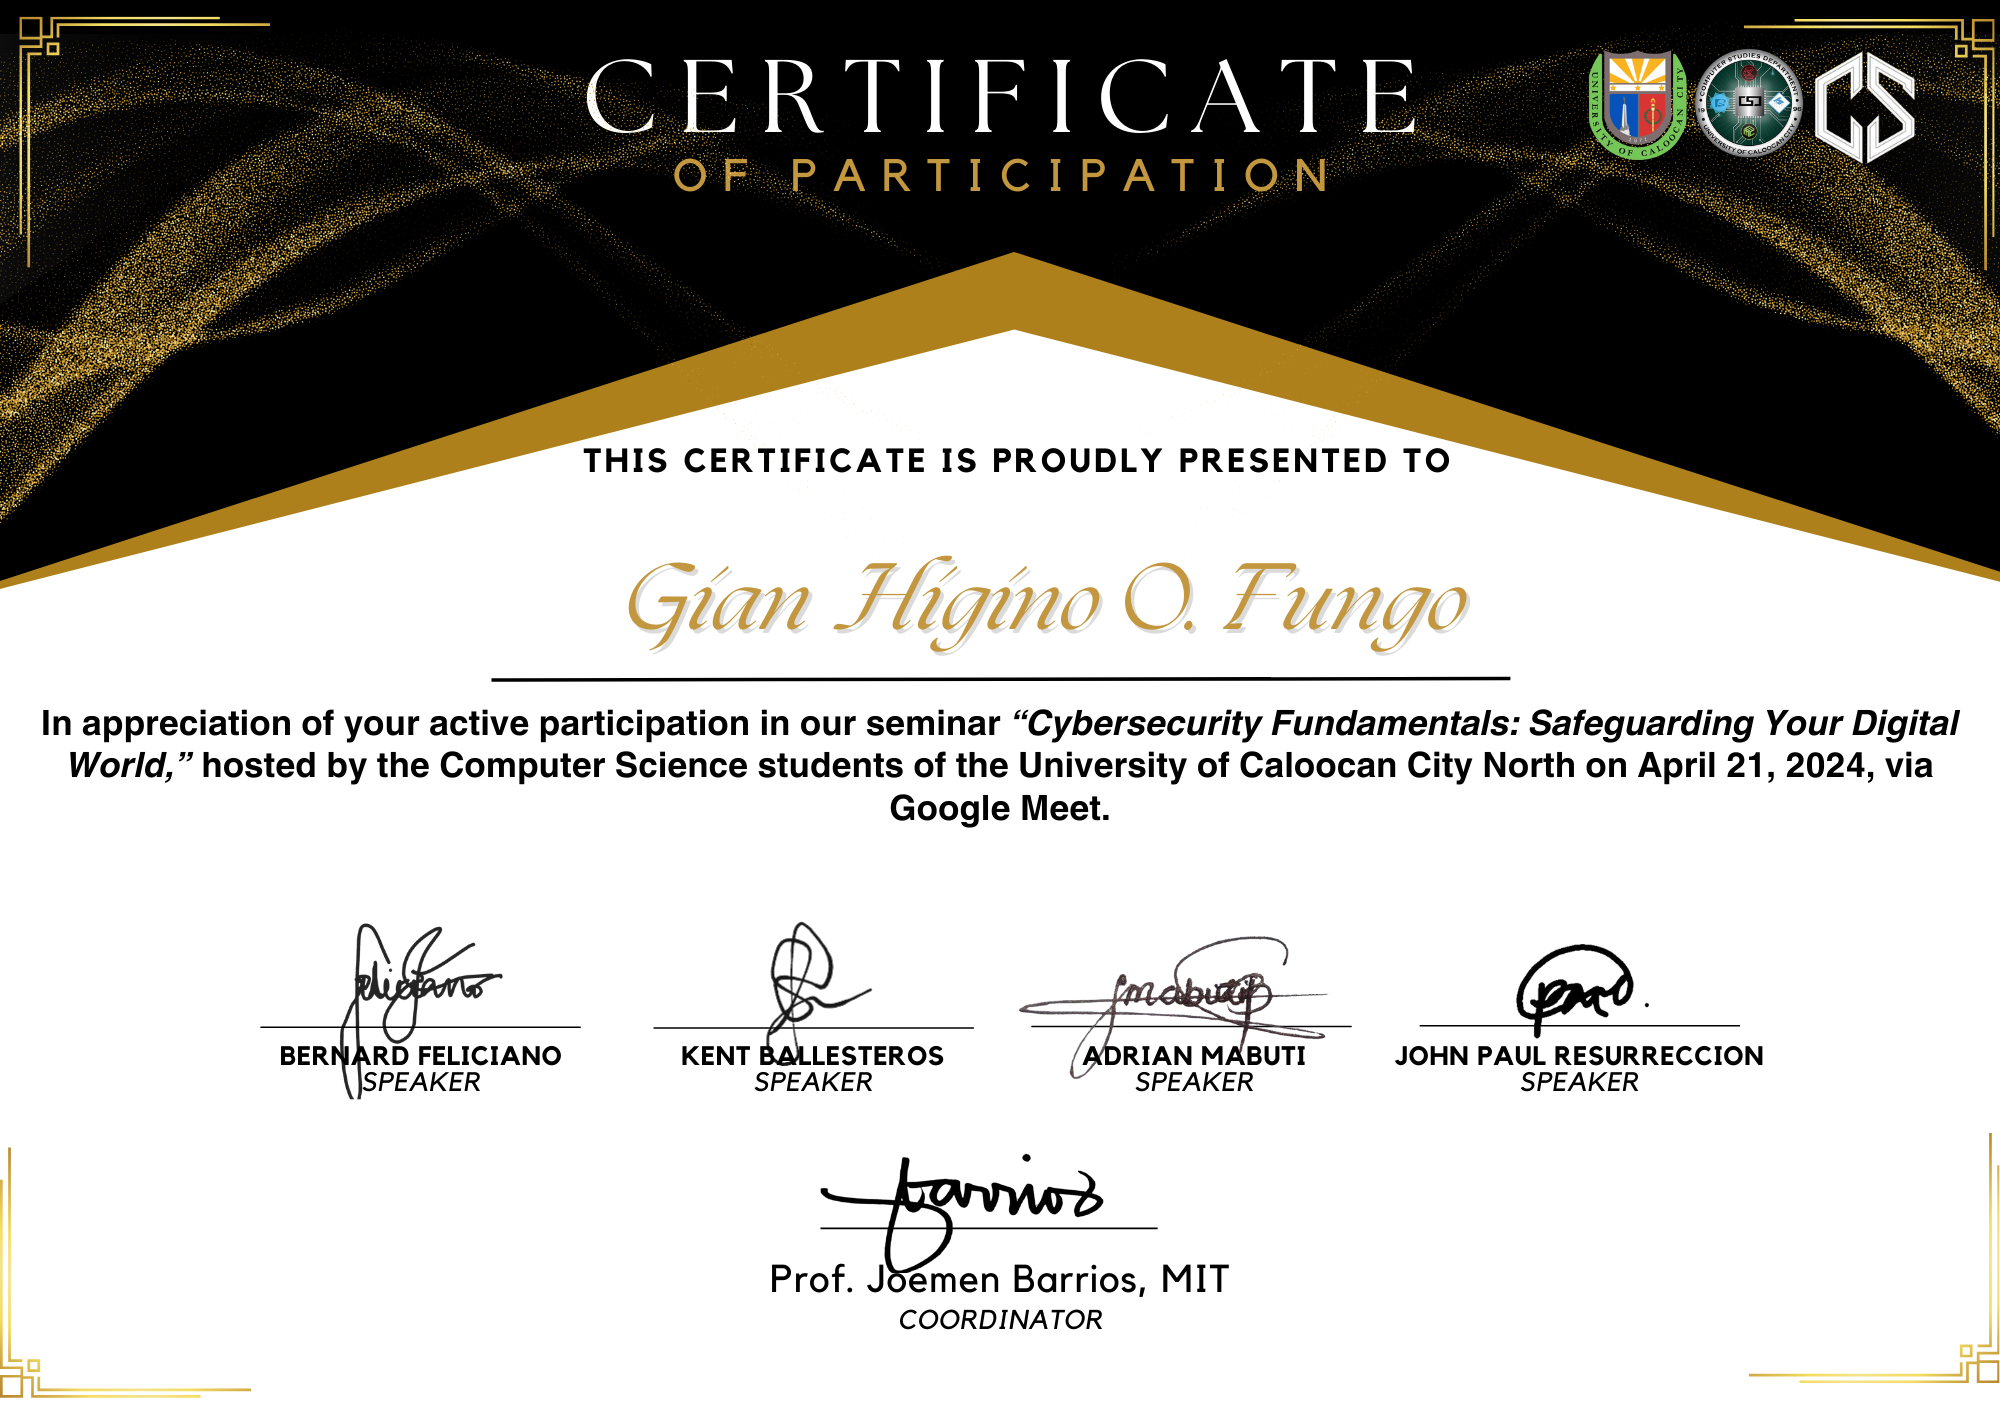 CERTIFICATE
OF PARTICIPATION
UNIVERSITY OF CALOOCAN CITY
1971
COMPUTER STUDIES DEPARTMENT
CSD
19 96
UNIVERSITY OF CALOOCAN CITY
CS
THIS CERTIFICATE IS PROUDLY PRESENTED TO
Gian Higino O. Fungo
In appreciation of your active participation in our seminar “Cybersecurity Fundamentals: Safeguarding Your Digital
World,” hosted by the Computer Science students of the University of Caloocan City North on April 21, 2024, via
Google Meet.
BERNARD FELICIANO
SPEAKER
KENT BALLESTEROS
SPEAKER
ADRIAN MABUTI
SPEAKER
JOHN PAUL RESURRECCION
SPEAKER
Prof. Joemen Barrios, MIT
COORDINATOR